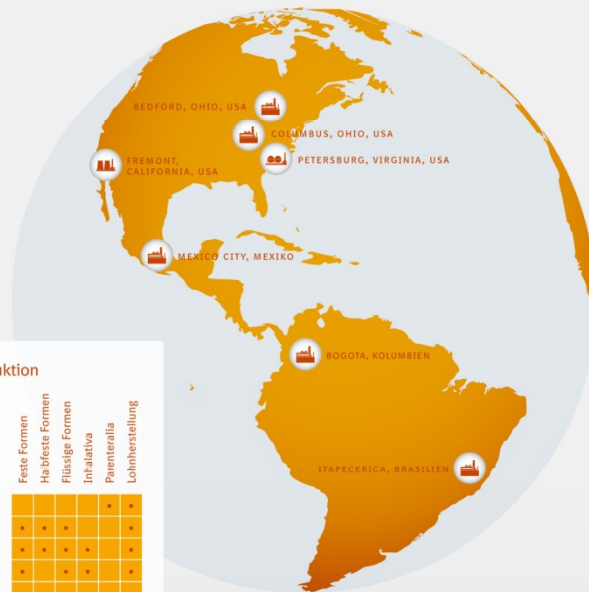 BEDFORD, OHIO, USA
COLUMBUS, OHIO, USA
PETERSBURG, VIRGINIA, USA
FREMONT,
CALIFORNIA, USA
MEXICO CITY, MEXIKO
BOGOTA, KOLUMBIEN
ITAPECERICA, BRASILIEN
ktion
Feste Formen
Halbfeste Formen
Flüssige Formen
Inhalativa
Parenteralia
Lohnherstellung